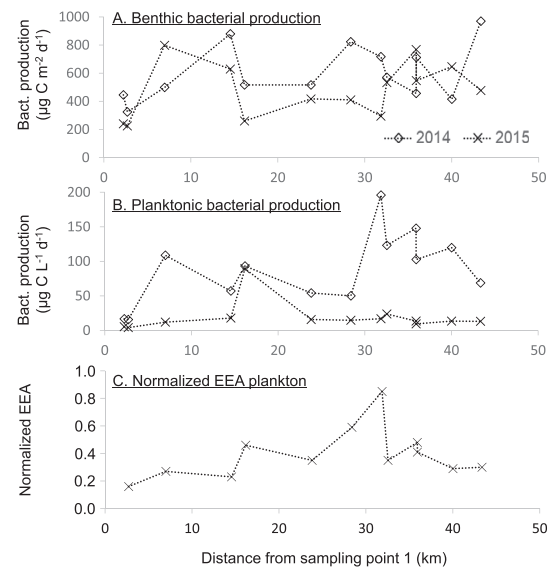 A. Benthic bacterial production
Bact. production
(µg C m-2 d-1)
1000
800
600
400
200
0
2014
2015
0 10 20 30 40 50
B. Planktonic bacterial production
Bact. production
(µg C L-1 d-1)
200
150
100
50
0
0 10 20 30 40 50
C. Normalized EEA plankton
Normalized EEA
1.0
0.8
0.6
0.4
0.2
0.0
0 10 20 30 40 50
Distance from sampling point 1 (km)